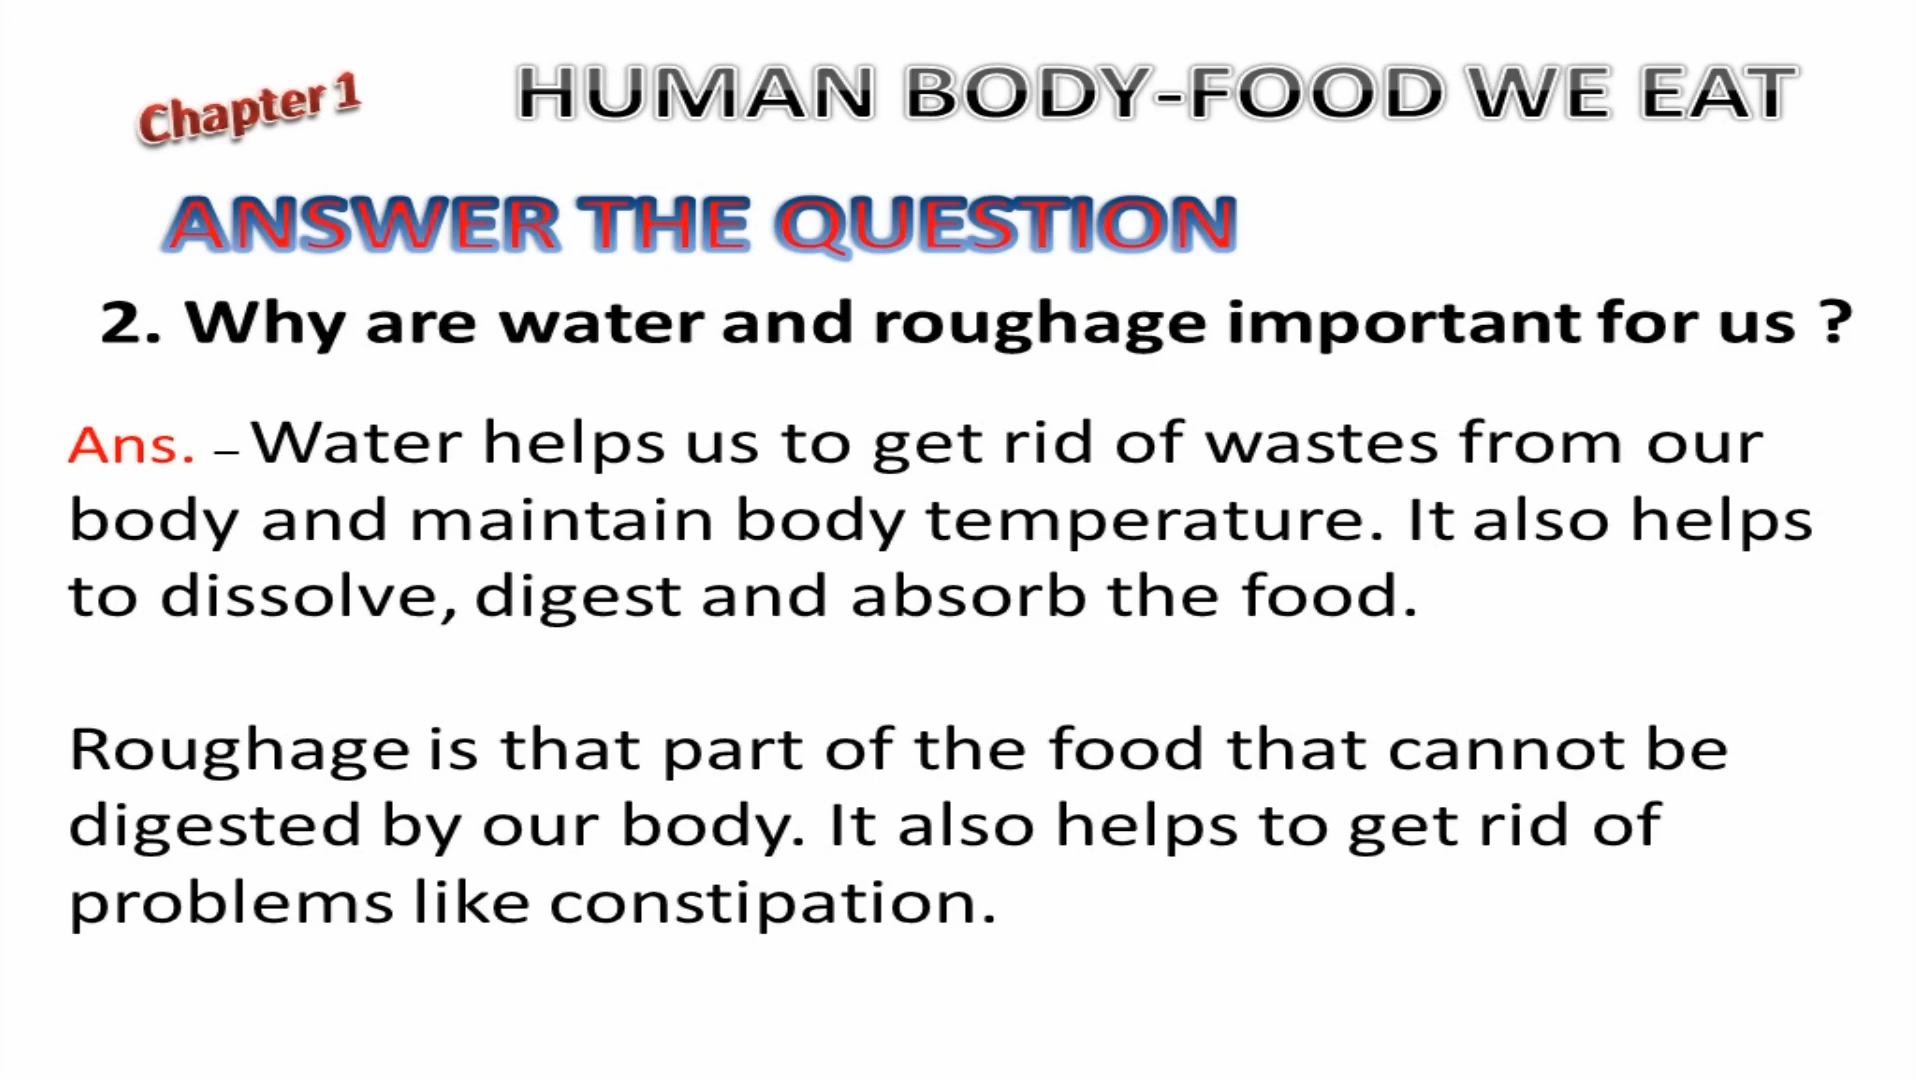 Chapter 1
HUMAN BODY-FOOD WE EAT
ANSWER THE QUESTION
2. Why are water and roughage important for us ?
Ans. – Water helps us to get rid of wastes from our
body and maintain body temperature. It also helps
to dissolve, digest and absorb the food.
Roughage is that part of the food that cannot be
digested by our body. It also helps to get rid of
problems like constipation.